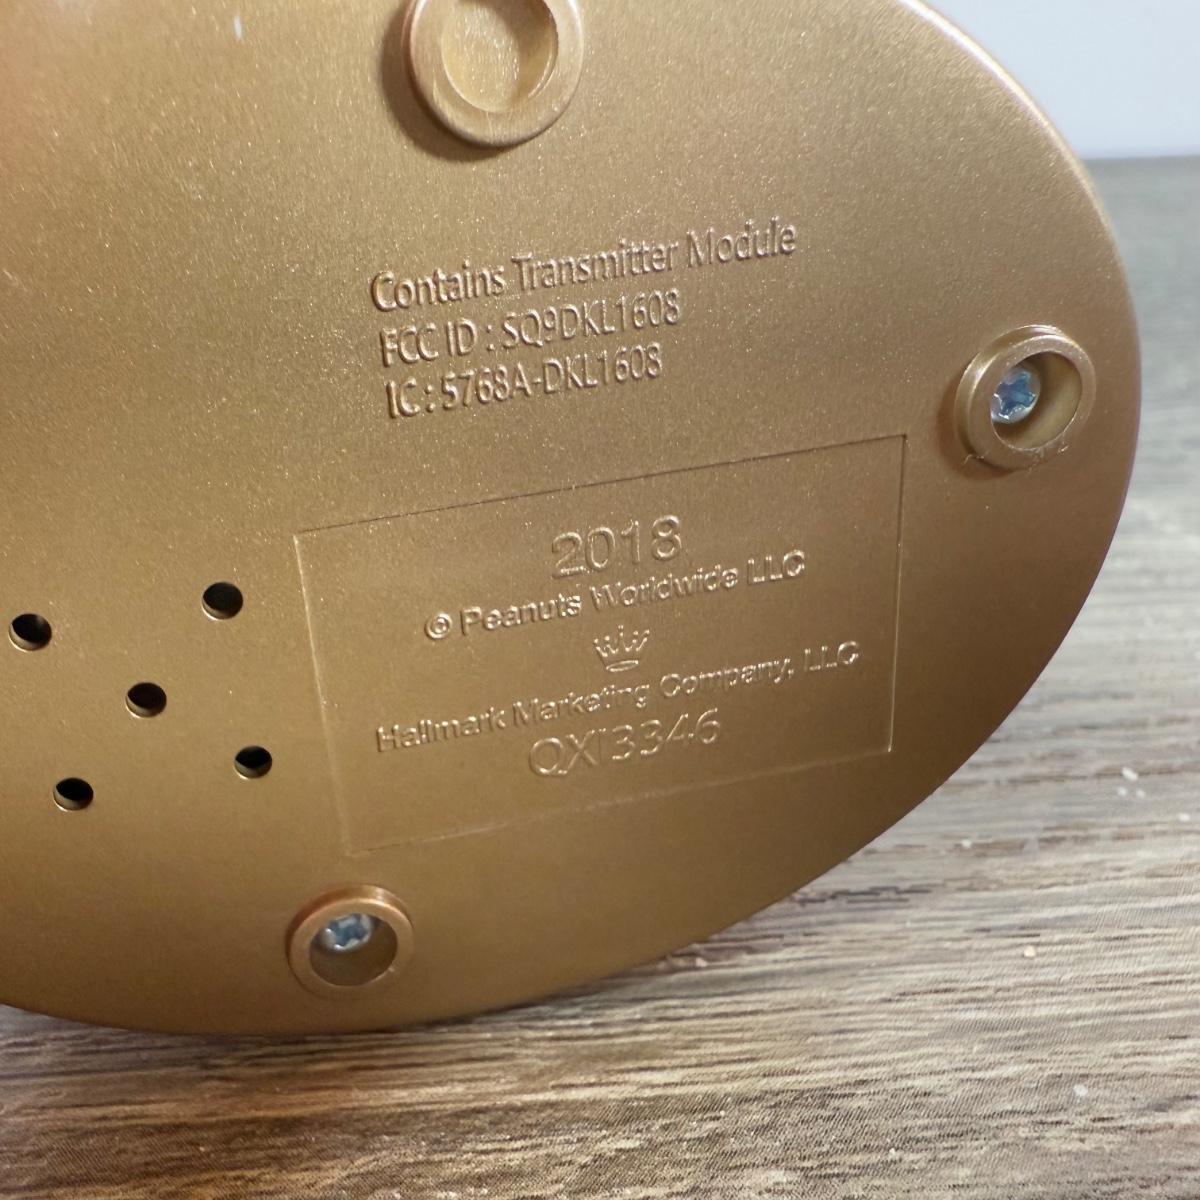 Contains Transmitter Module
FCC ID : SQ9DKL1608
IC : 5768A-DKL1608
2018
© Peanuts Worldwide LLC
Hallmark Marketing Company, LLC
QXI3346